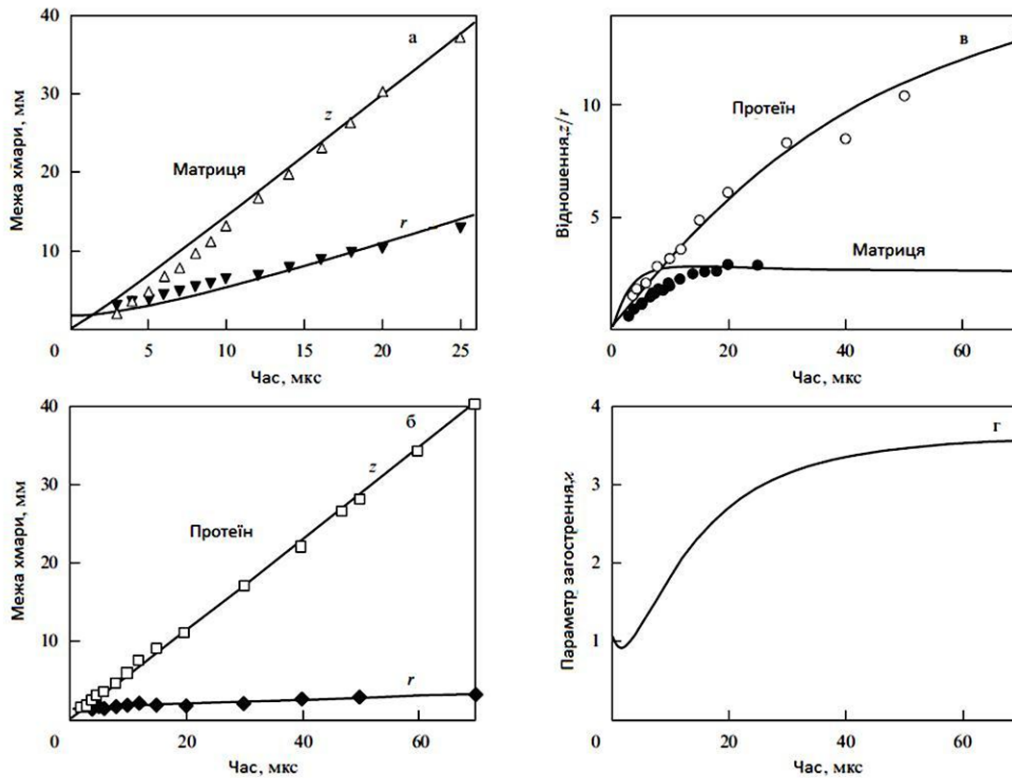 Межа хмари, мм
40
30
20
10
0
5
10
15
20
25
Час, мкс
а
z
Матриця
r
Відношення,z/r
10
5
0
20
40
60
Час, мкс
в
Протеїн
Матриця
Межа хмари, мм
40
30
20
10
0
20
40
60
Час, мкс
б
z
Протеїн
r
Параметр загострення,ϰ
4
3
2
1
0
20
40
60
Час, мкс
г